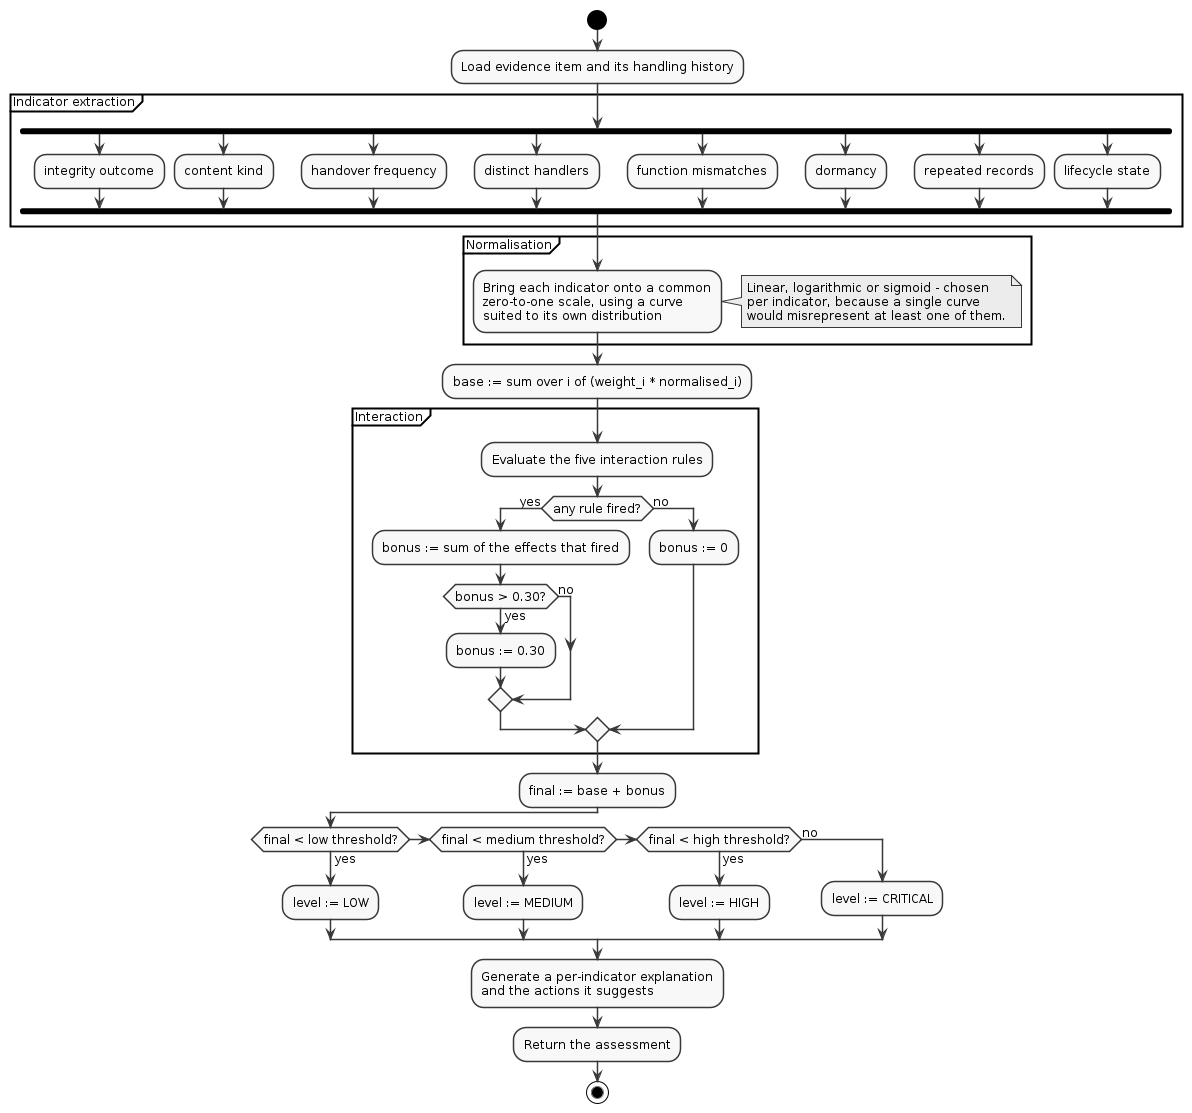 Load evidence item and its handling history
Indicator extraction
integrity outcome
content kind
handover frequency
distinct handlers
function mismatches
dormancy
repeated records
lifecycle state
Normalisation
Bring each indicator onto a common
zero-to-one scale, using a curve
suited to its own distribution
Linear, logarithmic or sigmoid - chosen
per indicator, because a single curve
would misrepresent at least one of them.
base := sum over i of (weight_i * normalised_i)
Interaction
Evaluate the five interaction rules
yes
any rule fired?
no
bonus := sum of the effects that fired
bonus := 0
bonus > 0.30?
no
yes
bonus := 0.30
final := base + bonus
final < low threshold?
final < medium threshold?
final < high threshold?
no
yes
yes
yes
level := LOW
level := MEDIUM
level := HIGH
level := CRITICAL
Generate a per-indicator explanation
and the actions it suggests
Return the assessment